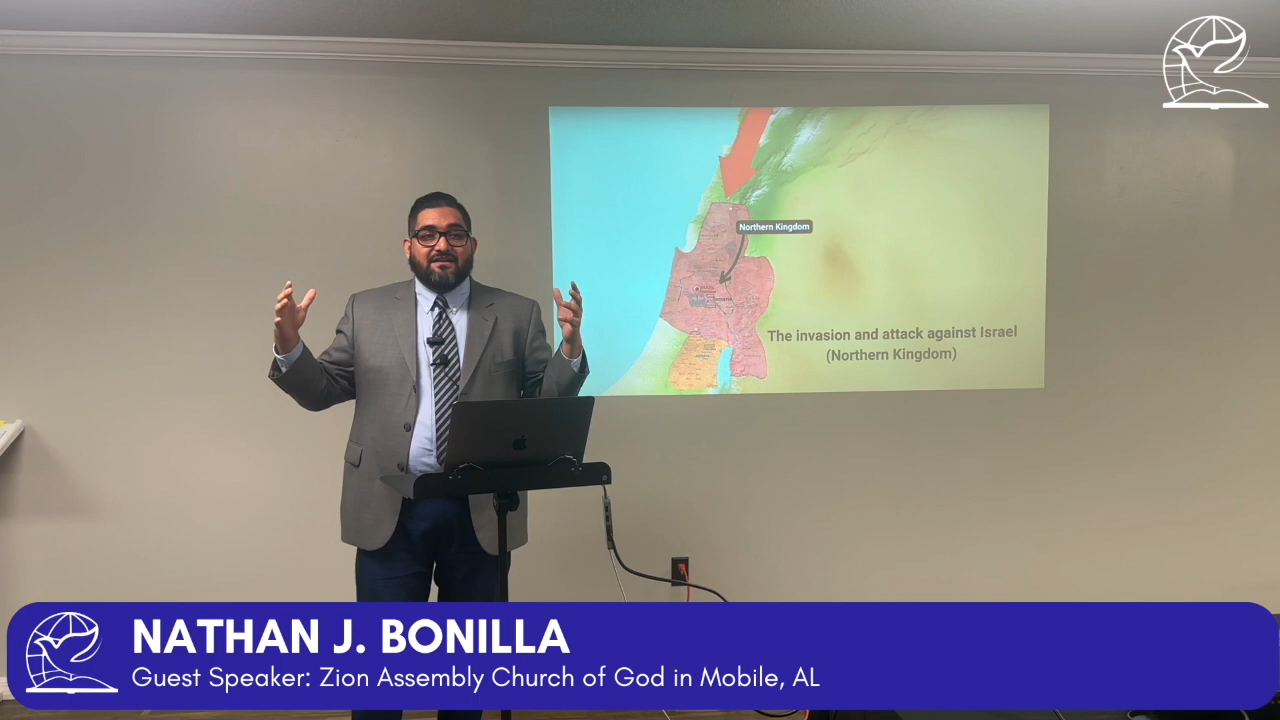 Northern Kingdom
The invasion and attack against Israel
(Northern Kingdom)
NATHAN J. BONILLA
Guest Speaker: Zion Assembly Church of God in Mobile, AL